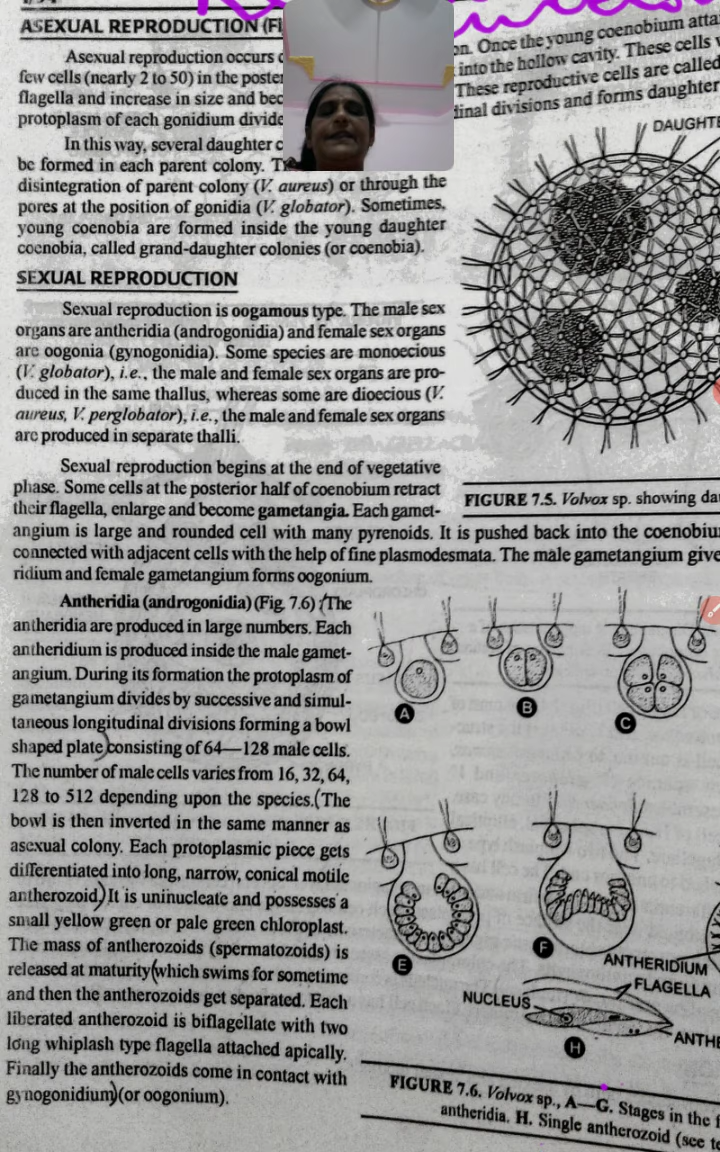 ASEXUAL REPRODUCTION
Asexual reproduction occurs
few cells (nearly 2 to 50) in the
flagella and increase in size and
protoplasm of each gonidium
In this way, several daughter
be formed in each parent colony.
disintegration of parent colony (V. aureus) or through the
pores at the position of gonidia (V. globator). Sometimes,
young coenobia are formed inside the young daughter
coenobia, called grand-daughter colonies (or coenobia).
on. Once the young coenobium
into the hollow cavity. These cells
These reproductive cells are called
divisions and forms daughter
SEXUAL REPRODUCTION
Sexual reproduction is oogamous type. The male sex
organs are antheridia (androgonidia) and female sex organs
are oogonia (gynogonidia). Some species are monoecious
(V. globator), i.e., the male and female sex organs are pro-
duced in the same thallus, whereas some are dioecious (V.
aureus, V. perglobator), i.e., the male and female sex organs
are produced in separate thalli.
Sexual reproduction begins at the end of vegetative
phase. Some cells at the posterior half of coenobium retract
their flagella, enlarge and become gametangia. Each gamet-
angium is large and rounded cell with many pyrenoids. It is pushed back into the
connected with adjacent cells with the help of fine plasmodesmata. The male gametangium
ridium and female gametangium forms oogonium.
FIGURE 7.5. Volvox sp. showing
Antheridia (androgonidia) (Fig. 7.6) : The
antheridia are produced in large numbers. Each
antheridium is produced inside the male gamet-
angium. During its formation the protoplasm of
gametangium divides by successive and simul-
taneous longitudinal divisions forming a bowl
shaped plate) consisting of 64—128 male cells.
The number of male cells varies from 16, 32, 64,
128 to 512 depending upon the species. (The
bowl is then inverted in the same manner as
asexual colony. Each protoplasmic piece gets
differentiated into long, narrow, conical motile
antherozoid) It is uninucleate and possesses a
small yellow green or pale green chloroplast.
The mass of antherozoids (spermatozoids) is
released at maturity (which swims for sometime
and then the antherozoids get separated. Each
liberated antherozoid is biflagellate with two
long whiplash type flagella attached apically.
Finally the antherozoids come in contact with
gynogonidium) (or oogonium).
A
B
C
E
F
ANTHERIDIUM
FLAGELLA
NUCLEUS
H
FIGURE 7.6. Volvox sp., A—G. Stages in the
antheridia. H. Single antherozoid (see